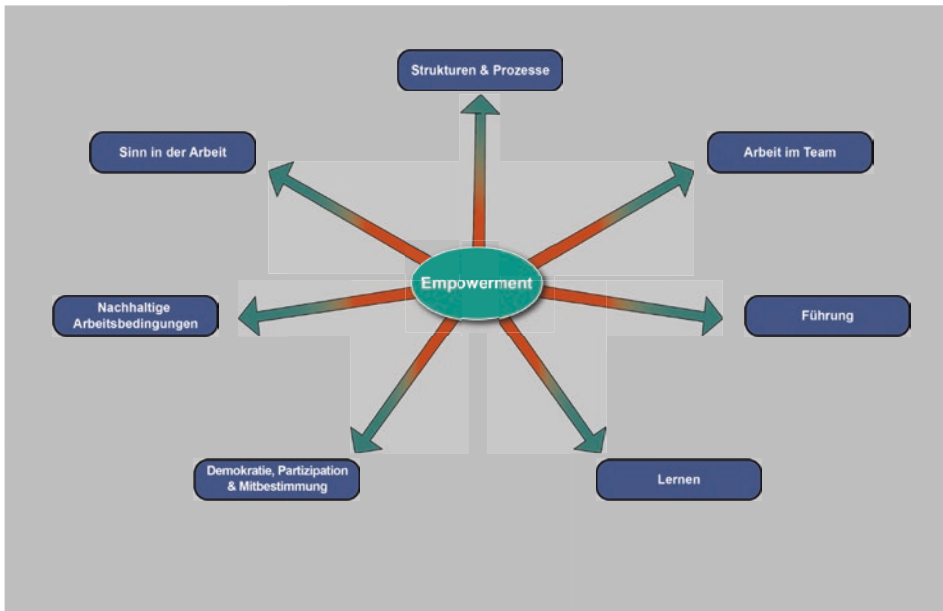 Strukturen & Prozesse
Sinn in der Arbeit
Arbeit im Team
Empowerment
Nachhaltige
Arbeitsbedingungen
Führung
Demokratie, Partizipation
& Mitbestimmung
Lernen